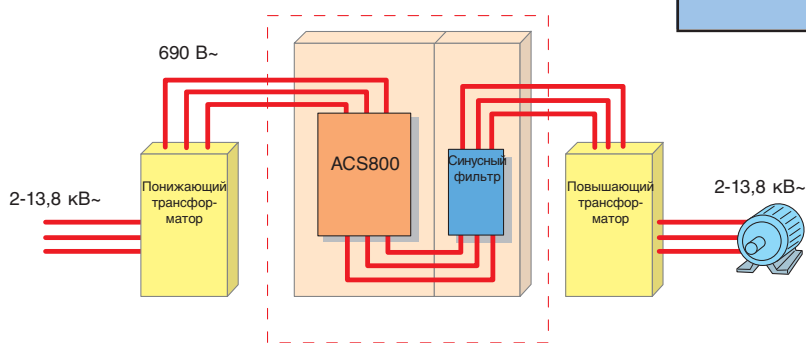 690 В~
2-13,8 кВ~
Понижающий
трансфор-
матор
ACS800
Синусный
фильтр
Повышающий
трансфор-
матор
2-13,8 кВ~